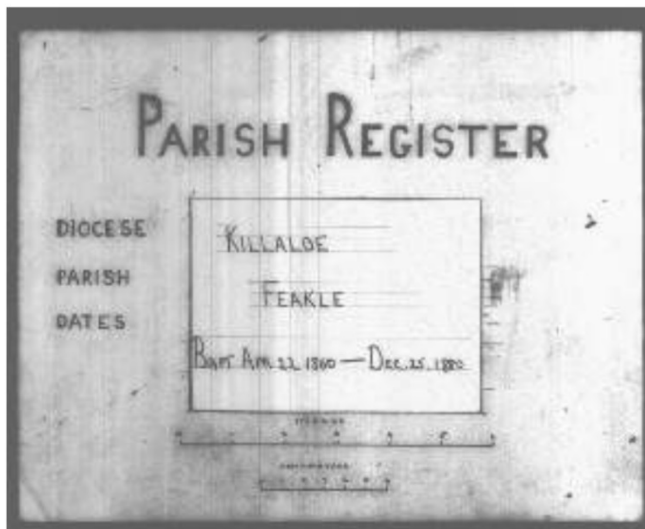 PARISH REGISTER
DIOCESE
KILLALOE
PARISH
FEAKLE
DATES
BAPT APR. 22 1860 — DEC. 25. 1880